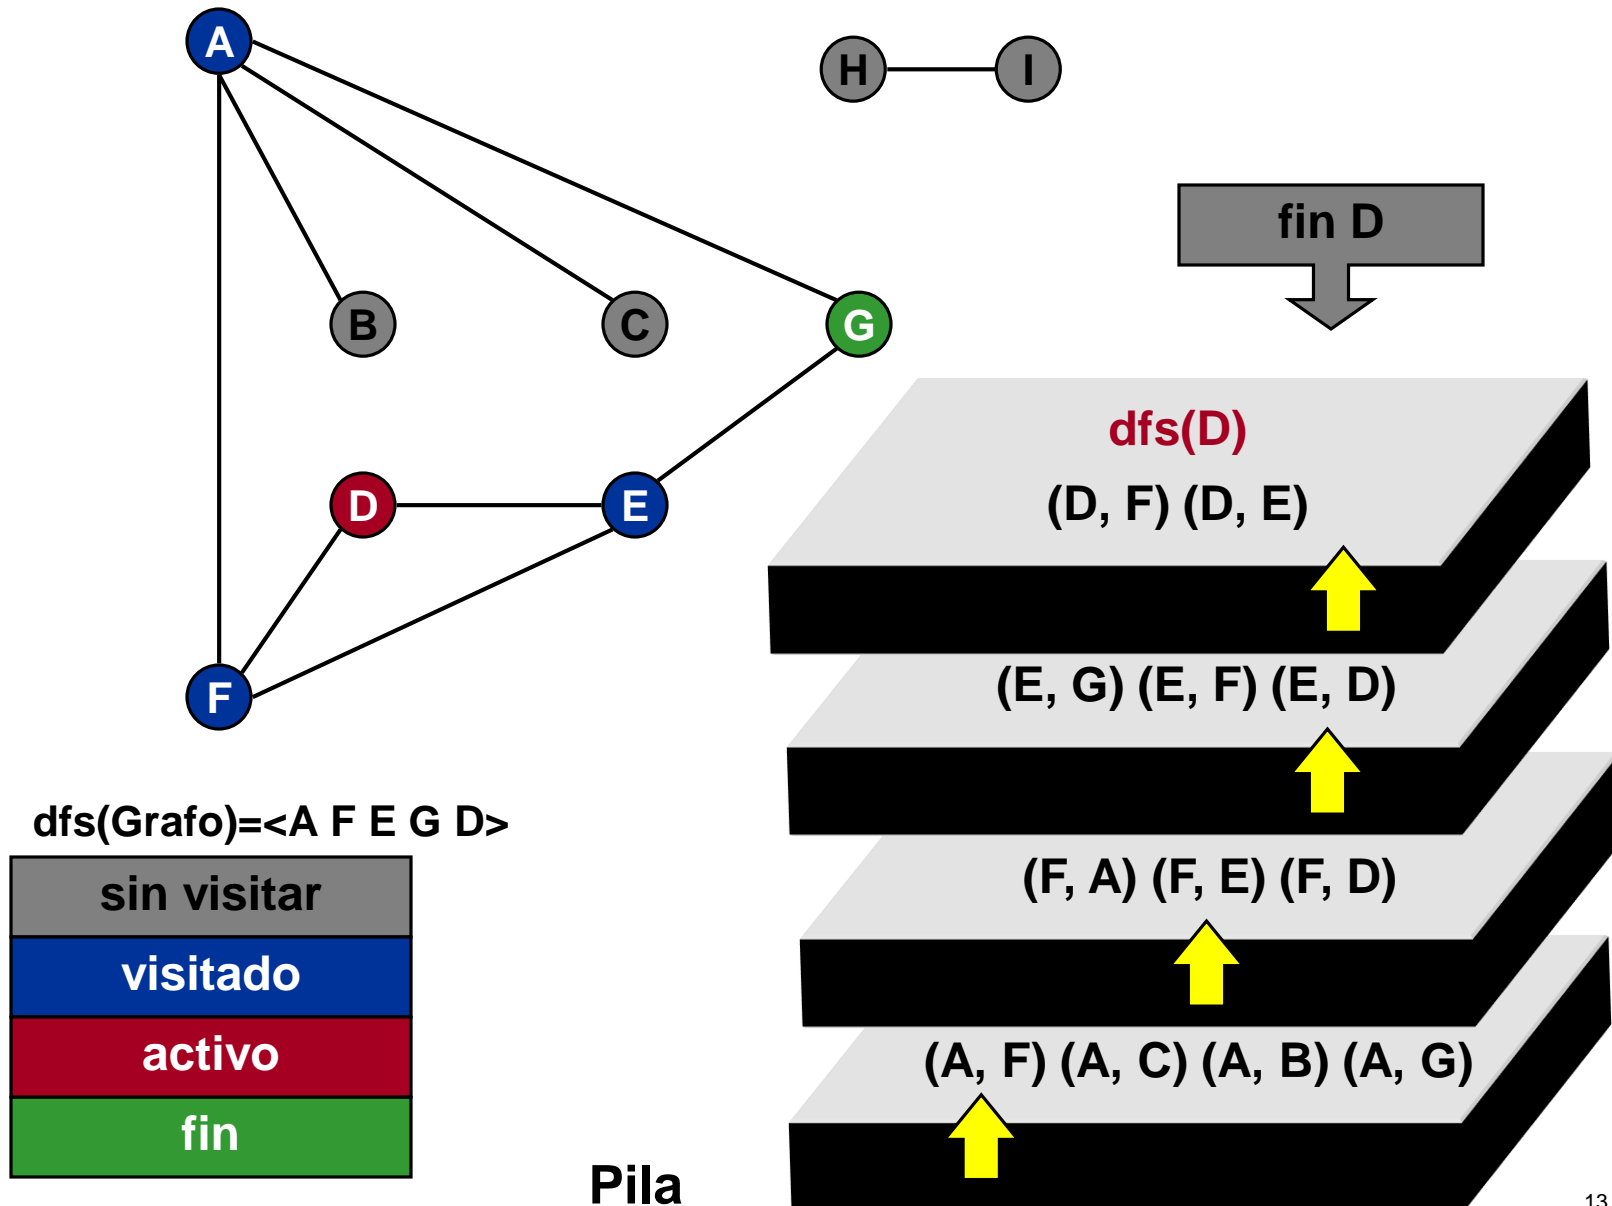 A
H
I
fin D
B
C
G
dfs(D)
(D, F) (D, E)
D
E
(E, G) (E, F) (E, D)
F
dfs(Grafo)=<A F E G D>
sin visitar
visitado
activo
fin
(F, A) (F, E) (F, D)
(A, F) (A, C) (A, B) (A, G)
Pila
13